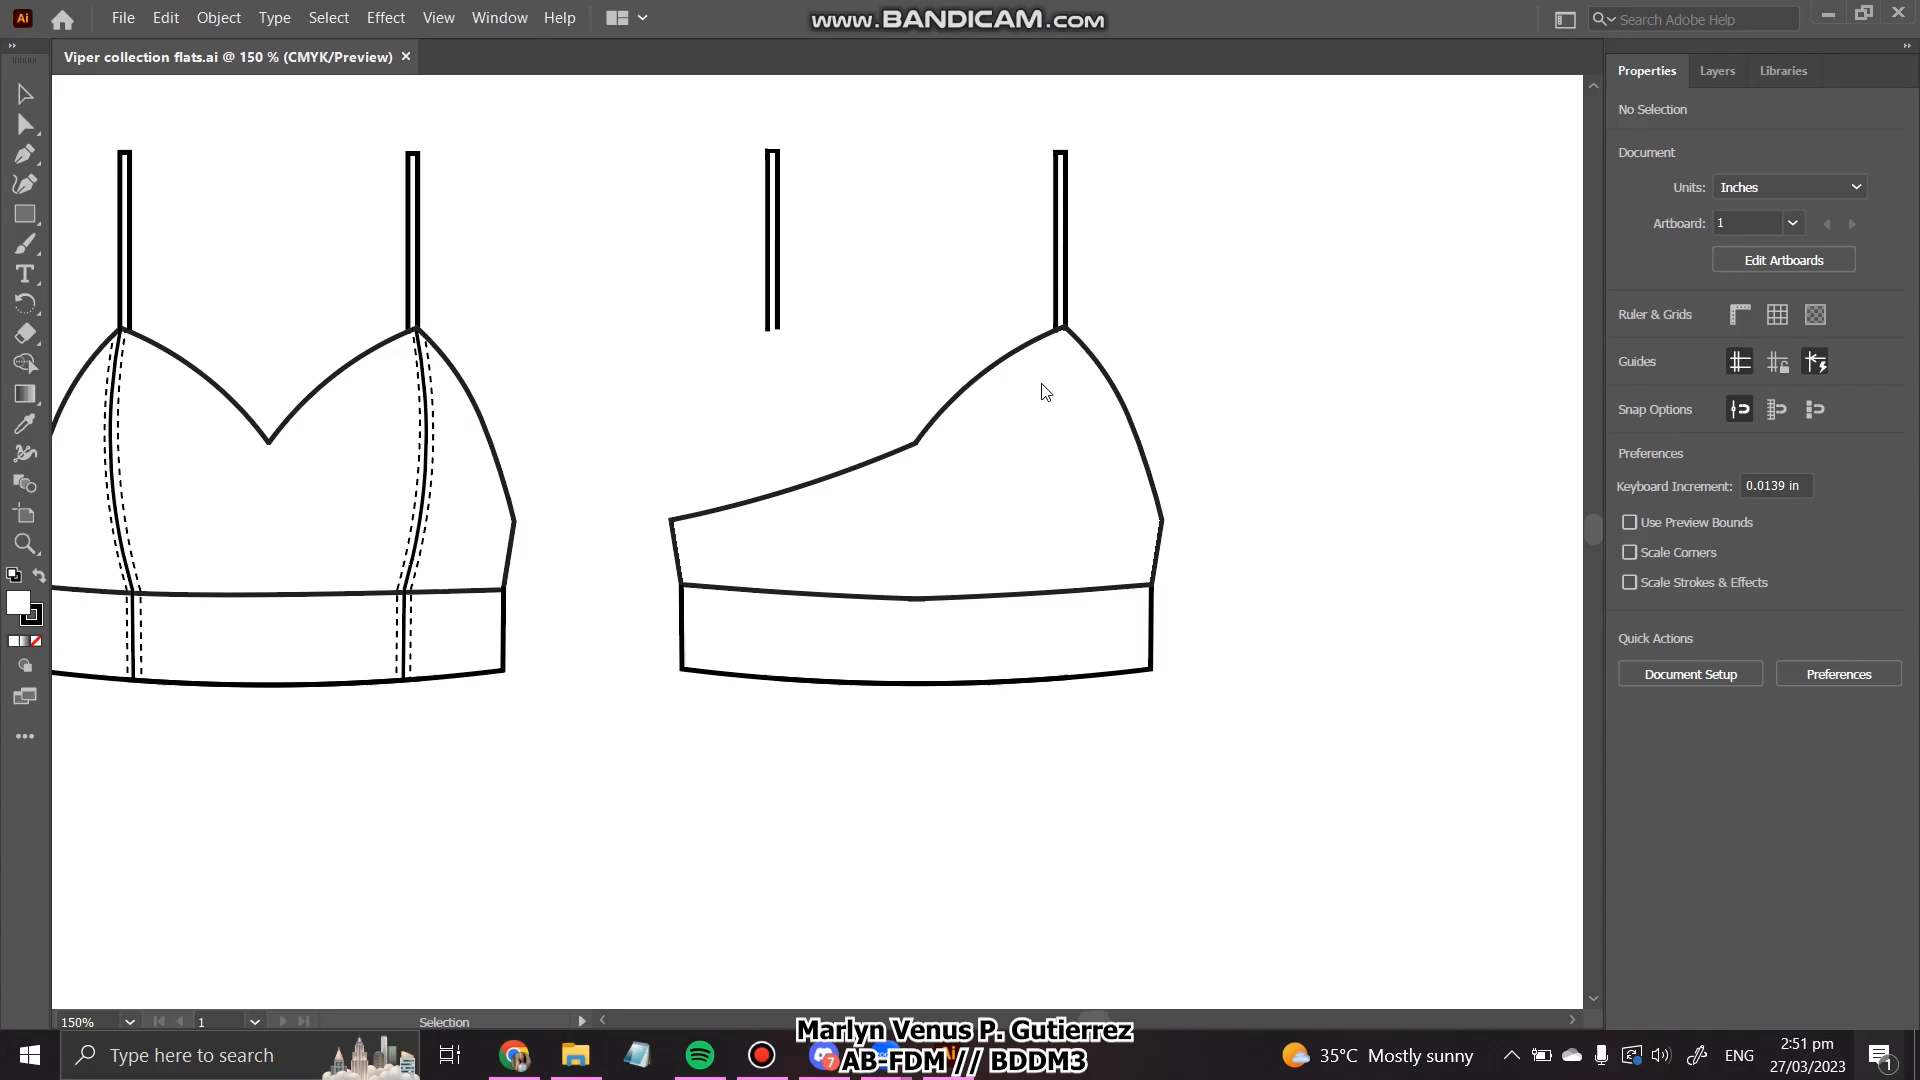 Ai File Edit Object Type Select Effect View Window Help
www.BANDICAM.com
Search Adobe Help
Viper collection flats.ai @ 150 % (CMYK/Preview) ×
Properties Layers Libraries
No Selection
Document
Units: Inches
Artboard: 1
Edit Artboards
Ruler & Grids
Guides
Snap Options
Preferences
Keyboard Increment: 0.0139 in
Use Preview Bounds
Scale Corners
Scale Strokes & Effects
Quick Actions
Document Setup Preferences
150% 1 Selection
Marlyn Venus P. Gutierrez
AB-FDM // BDDM3
Type here to search
7
35°C Mostly sunny
ENG
2:51 pm
27/03/2023
1